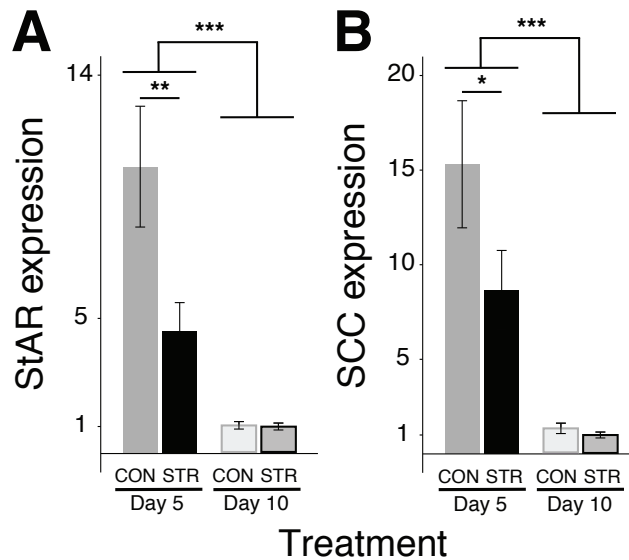 A
***
14
**
StAR expression
5
1
CON STR CON STR
Day 5 Day 10
B
***
20
*
SCC expression
15
10
5
1
CON STR CON STR
Day 5 Day 10
Treatment